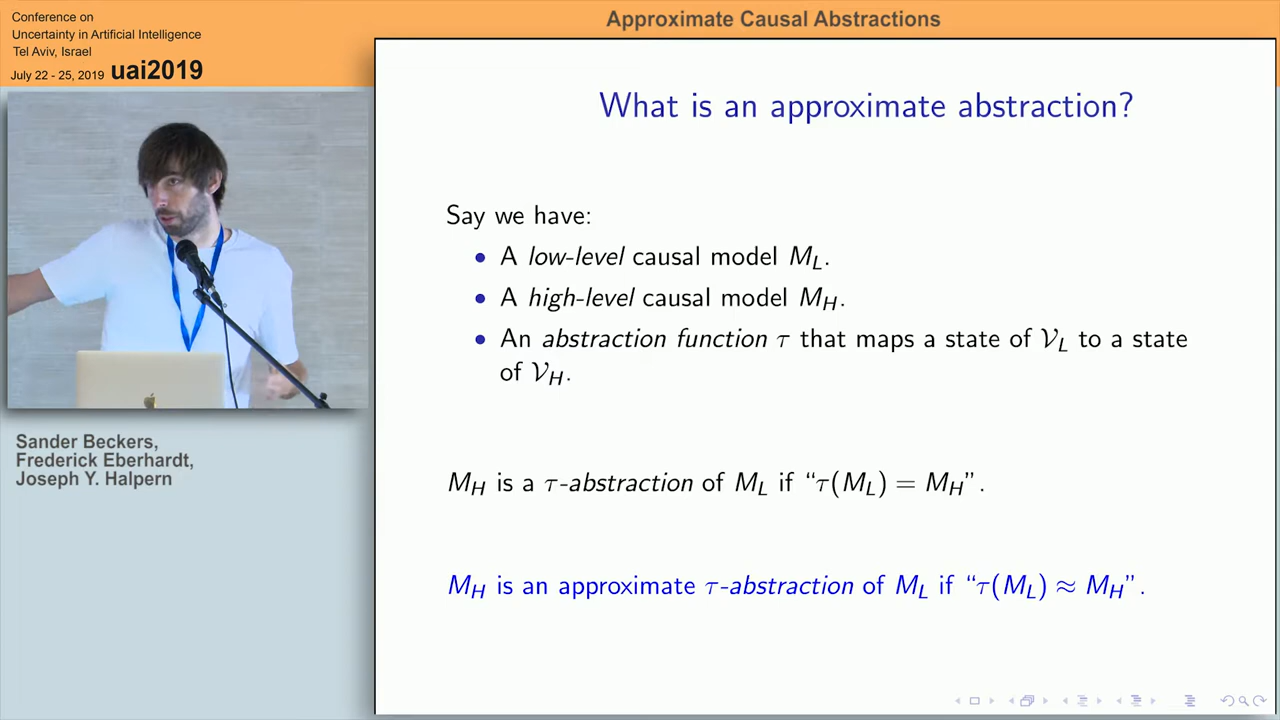 Conference on
Uncertainty in Artificial Intelligence
Tel Aviv, Israel
July 22 - 25, 2019 uai2019
Approximate Causal Abstractions
What is an approximate abstraction?
Say we have:
• A low-level causal model M_L.
• A high-level causal model M_H.
• An abstraction function τ that maps a state of 𝒱_L to a state
of 𝒱_H.
M_H is a τ-abstraction of M_L if “τ(M_L) = M_H”.
M_H is an approximate τ-abstraction of M_L if “τ(M_L) ≈ M_H”.
Sander Beckers,
Frederick Eberhardt,
Joseph Y. Halpern